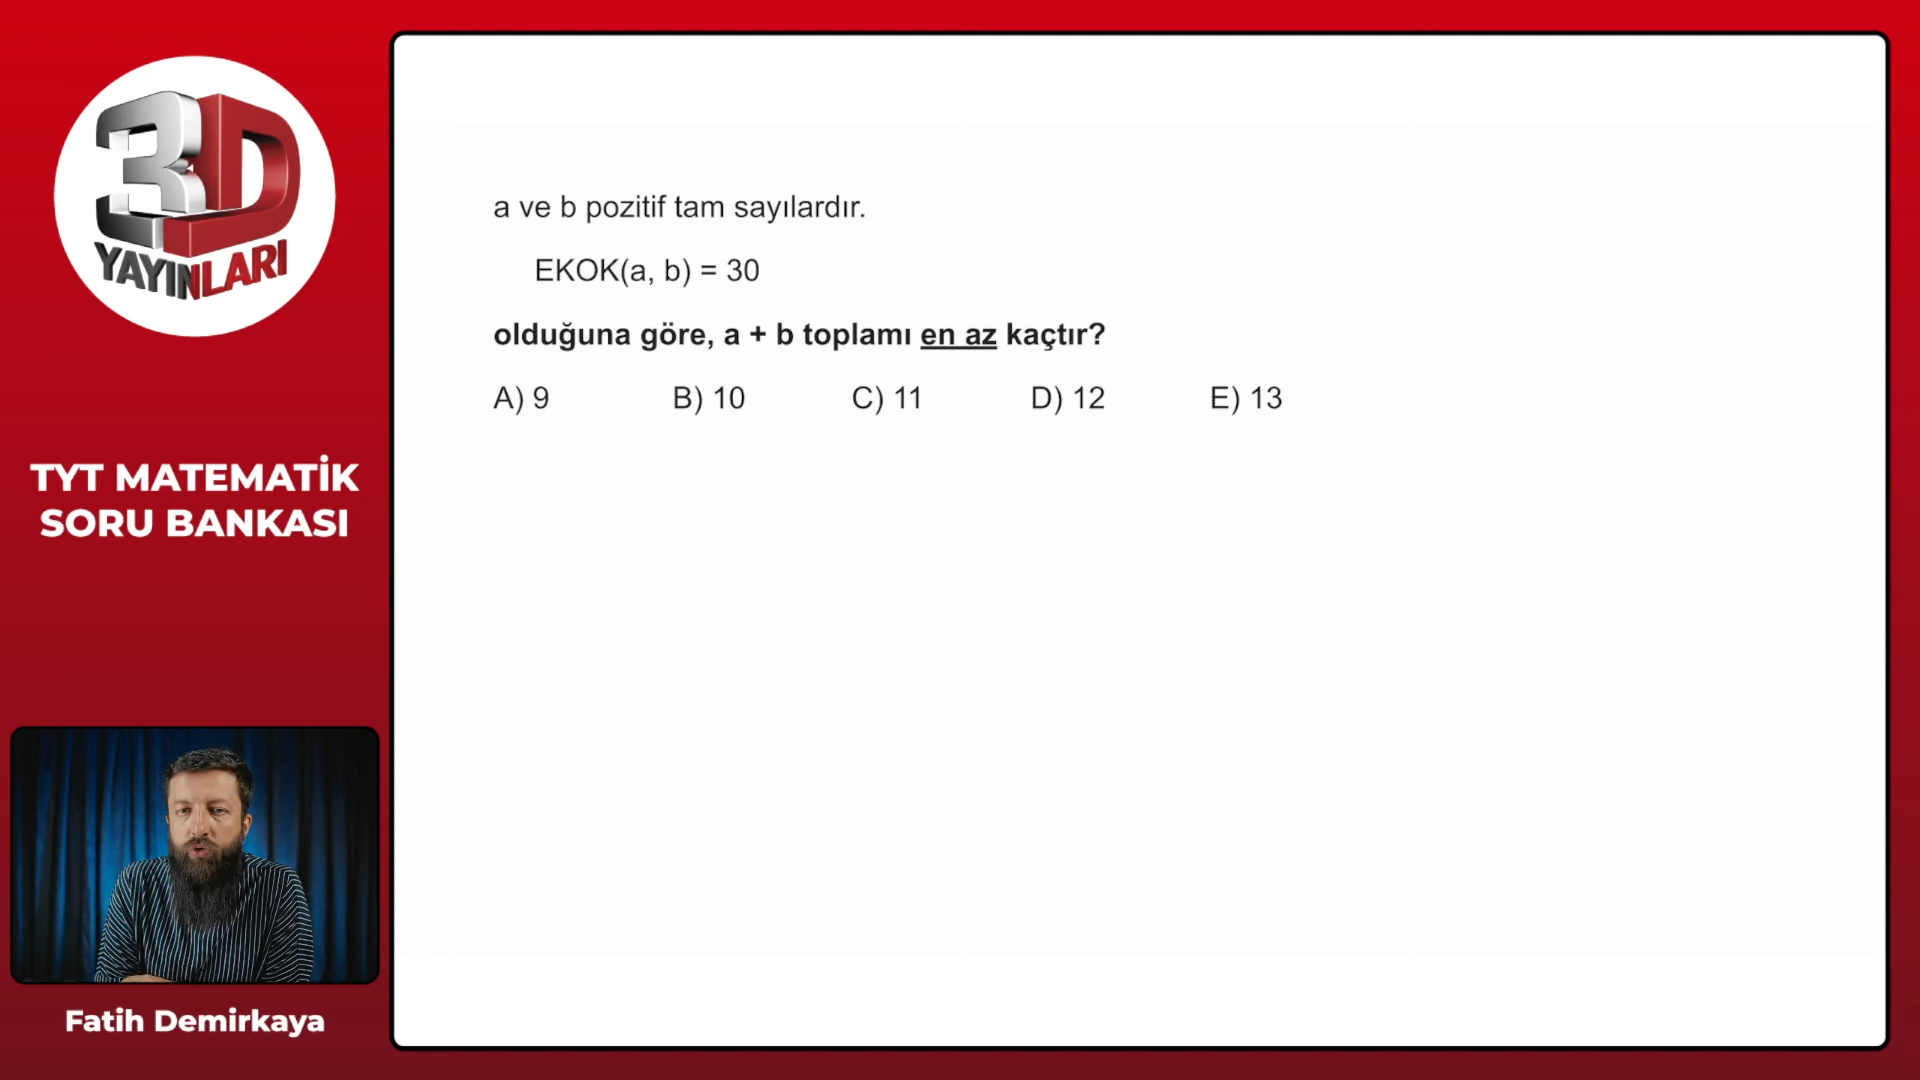 3D
YAYINLARI
TYT MATEMATİK
SORU BANKASI
Fatih Demirkaya
a ve b pozitif tam sayılardır.
EKOK(a, b) = 30
olduğuna göre, a + b toplamı en az kaçtır?
A) 9 B) 10 C) 11 D) 12 E) 13